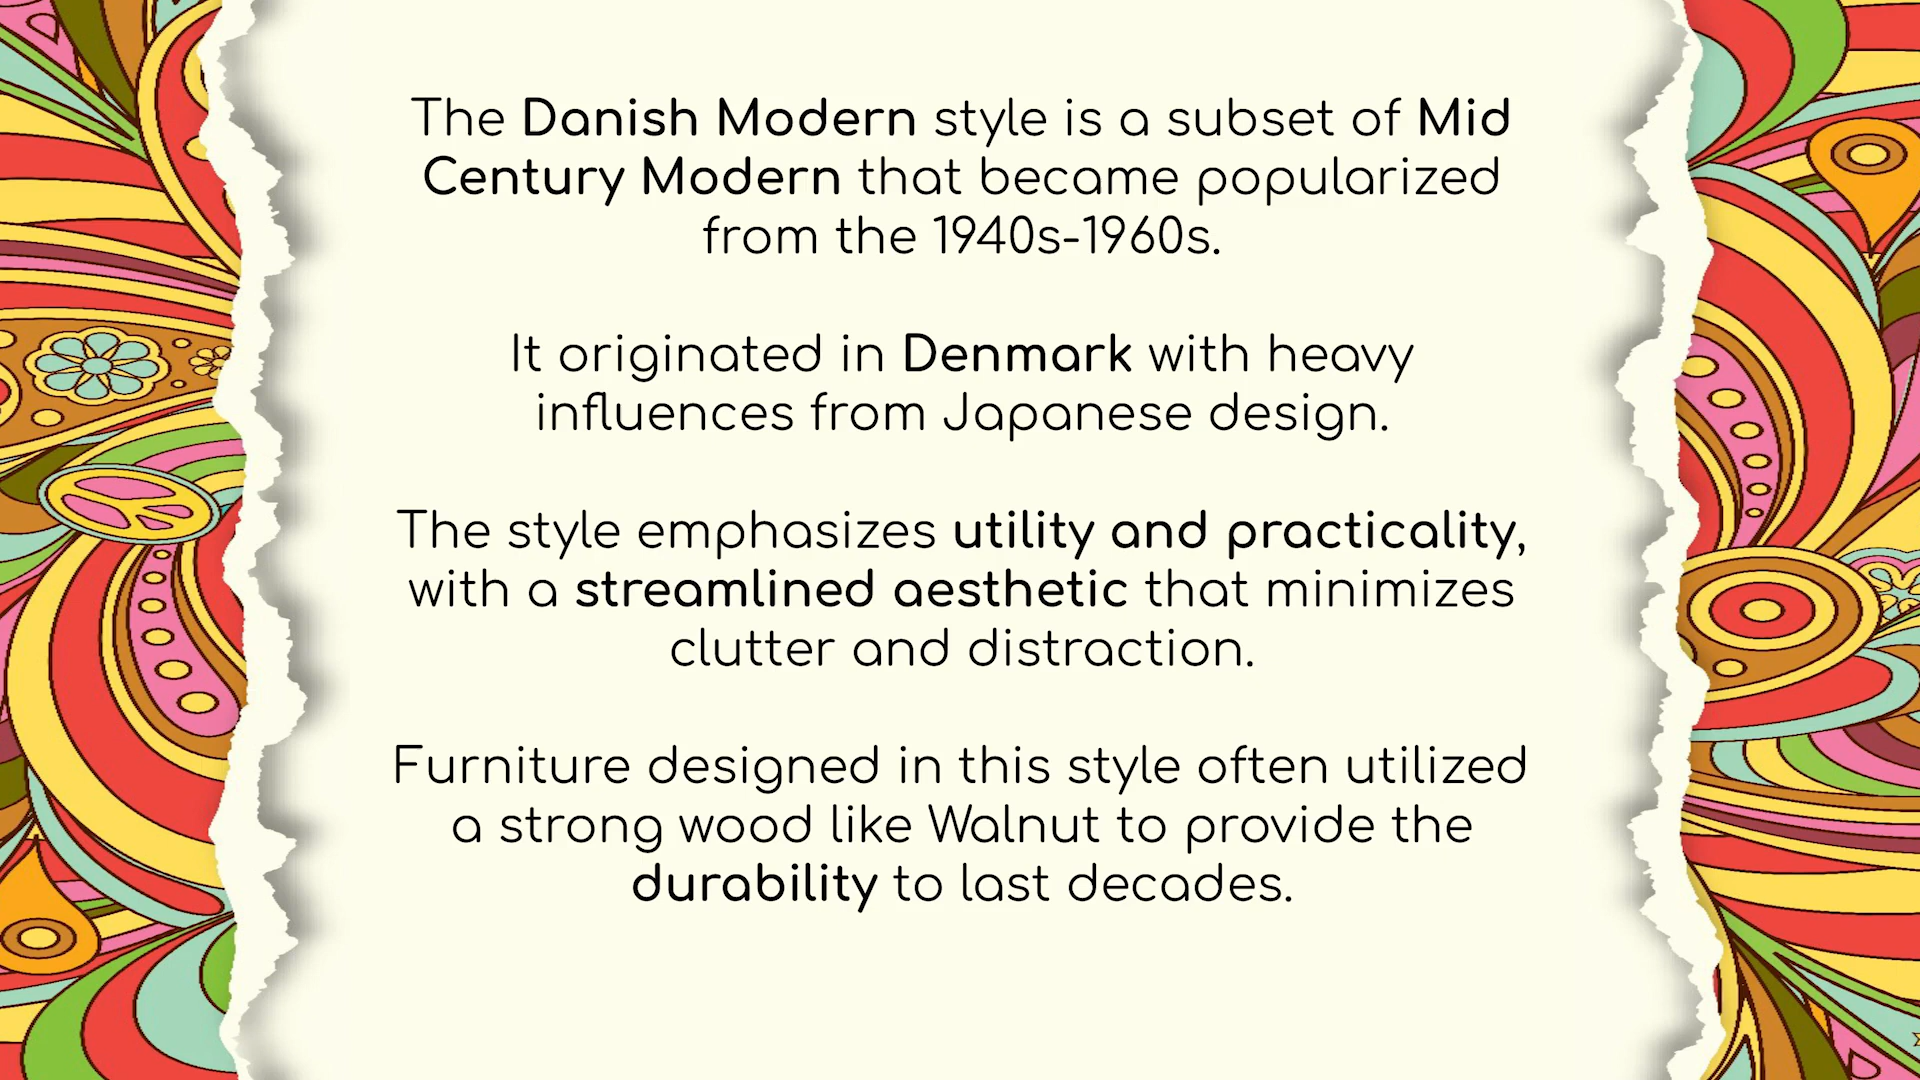 The Danish Modern style is a subset of Mid
Century Modern that became popularized
from the 1940s-1960s.
It originated in Denmark with heavy
influences from Japanese design.
The style emphasizes utility and practicality,
with a streamlined aesthetic that minimizes
clutter and distraction.
Furniture designed in this style often utilized
a strong wood like Walnut to provide the
durability to last decades.